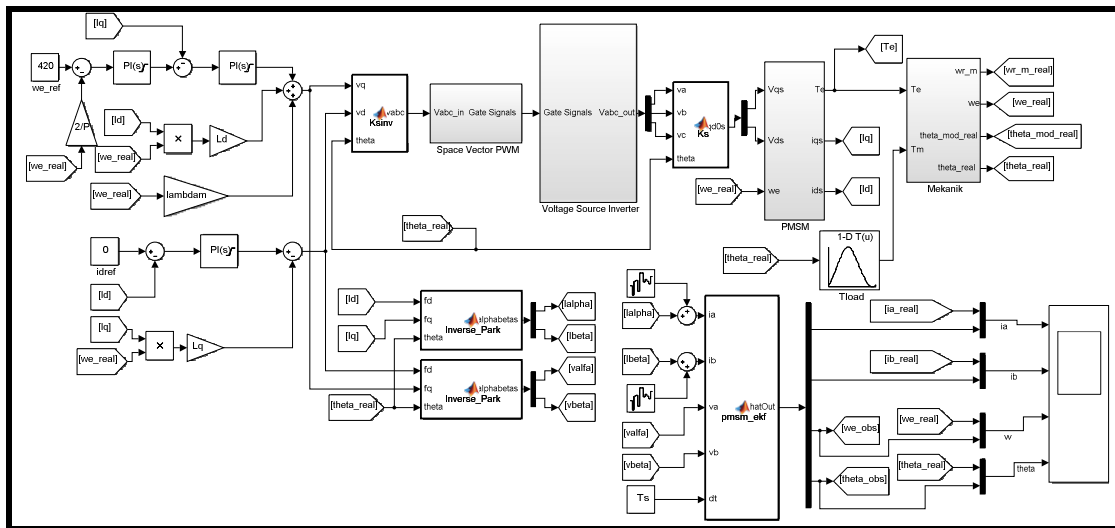 [Iq]
420
we_ref
PI(s)
PI(s)
2/P
[we_real]
[Id]
[we_real]
×
Ld
[we_real]
lambdam
0
idref
PI(s)
[Id]
[Iq]
[we_real]
×
Lq
vq
vd
theta
vabc
Ksinv
Vabc_in
Gate Signals
Space Vector PWM
Gate Signals
Vabc_out
Voltage Source Inverter
va
vb
vc
theta
qd0s
Ks
[theta_real]
[we_real]
Vqs
Vds
we
Te
iqs
ids
PMSM
[Te]
[Iq]
[Id]
Te
Tm
wr_m
we
theta_mod_real
theta_real
Mekanik
[wr_m_real]
[we_real]
[theta_mod_real]
[theta_real]
[theta_real]
1-D T(u)
Tload
[Id]
[Iq]
fd
fq
theta
alphabetas
Inverse_Park
[Ialpha]
[Ibeta]
fd
fq
theta
alphabetas
Inverse_Park
[valfa]
[vbeta]
[theta_real]
[Ialpha]
[Ibeta]
[valfa]
[vbeta]
Ts
ia
ib
va
vb
dt
hatOut
pmsm_ekf
[ia_real]
ia
[ib_real]
ib
[we_obs]
[we_real]
w
[theta_obs]
[theta_real]
theta